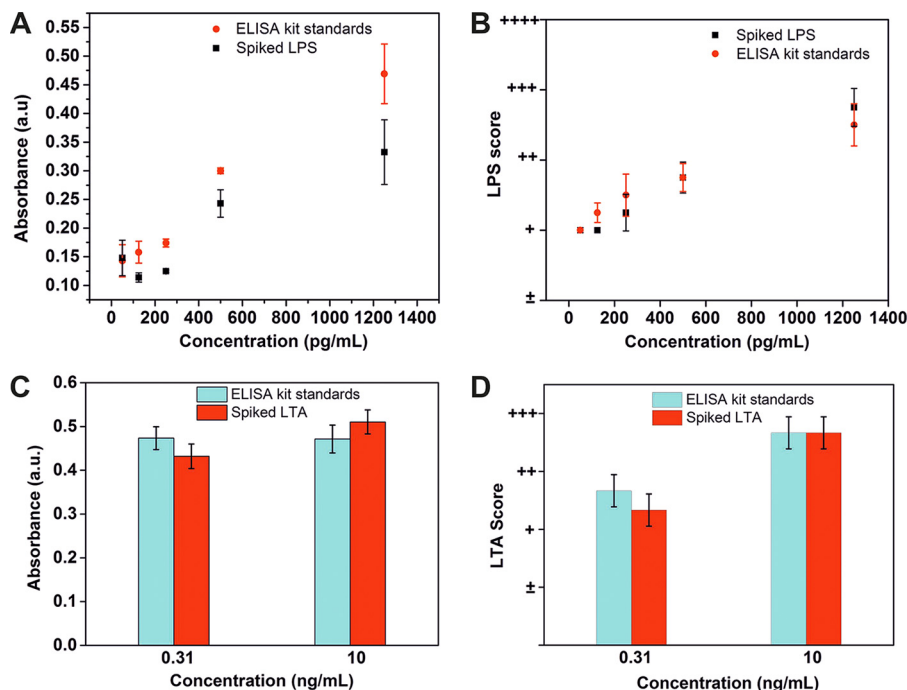 A
0.55
0.50
0.45
0.40
0.35
0.30
0.25
0.20
0.15
0.10
Absorbance (a.u)
ELISA kit standards
Spiked LPS
0 200 400 600 800 1000 1200 1400
Concentration (pg/mL)
B
++++
+++
++
+
±
LPS score
Spiked LPS
ELISA kit standards
0 200 400 600 800 1000 1200 1400
Concentration (pg/mL)
C
0.6
0.5
0.4
0.3
0.2
0.1
0.0
Absorbance (a.u.)
ELISA kit standards
Spiked LTA
0.31 10
Concentration (ng/mL)
D
+++
++
+
±
LTA Score
ELISA kit standards
Spiked LTA
0.31 10
Concentration (ng/mL)